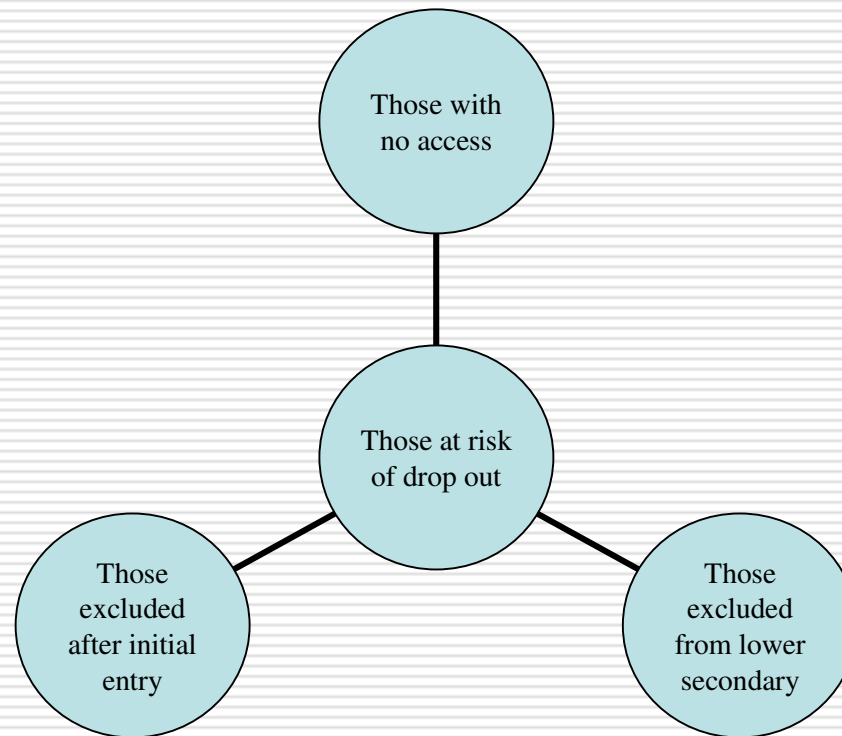 Those with
no access
Those at risk
of drop out
Those
excluded
after initial
entry
Those
excluded
from lower
secondary